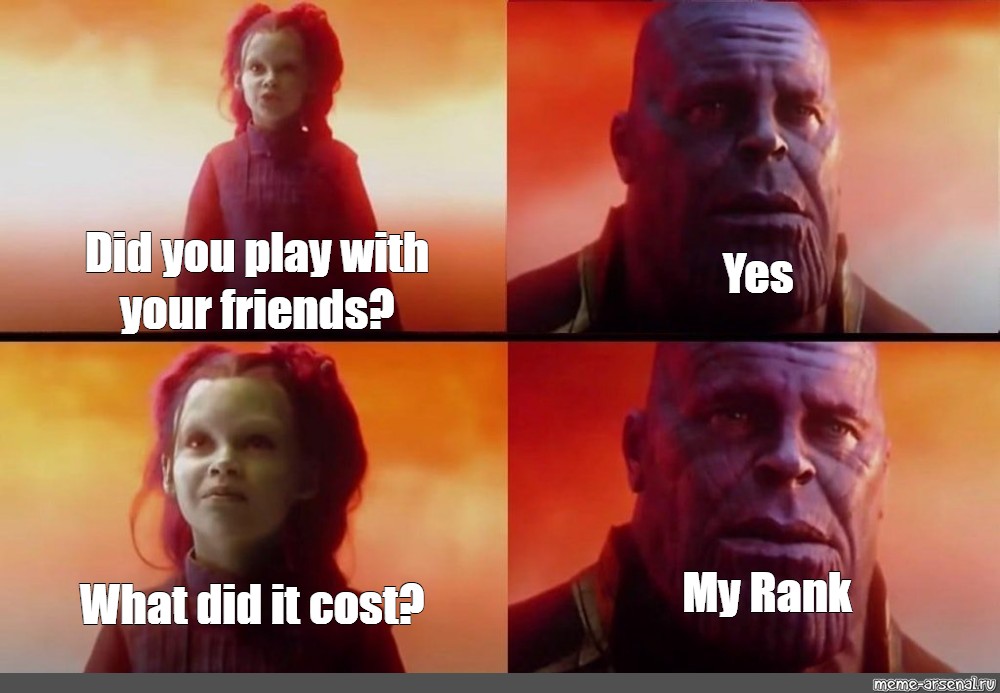 Did you play with
your friends?
Yes
What did it cost?
My Rank
meme-arsenal.ru